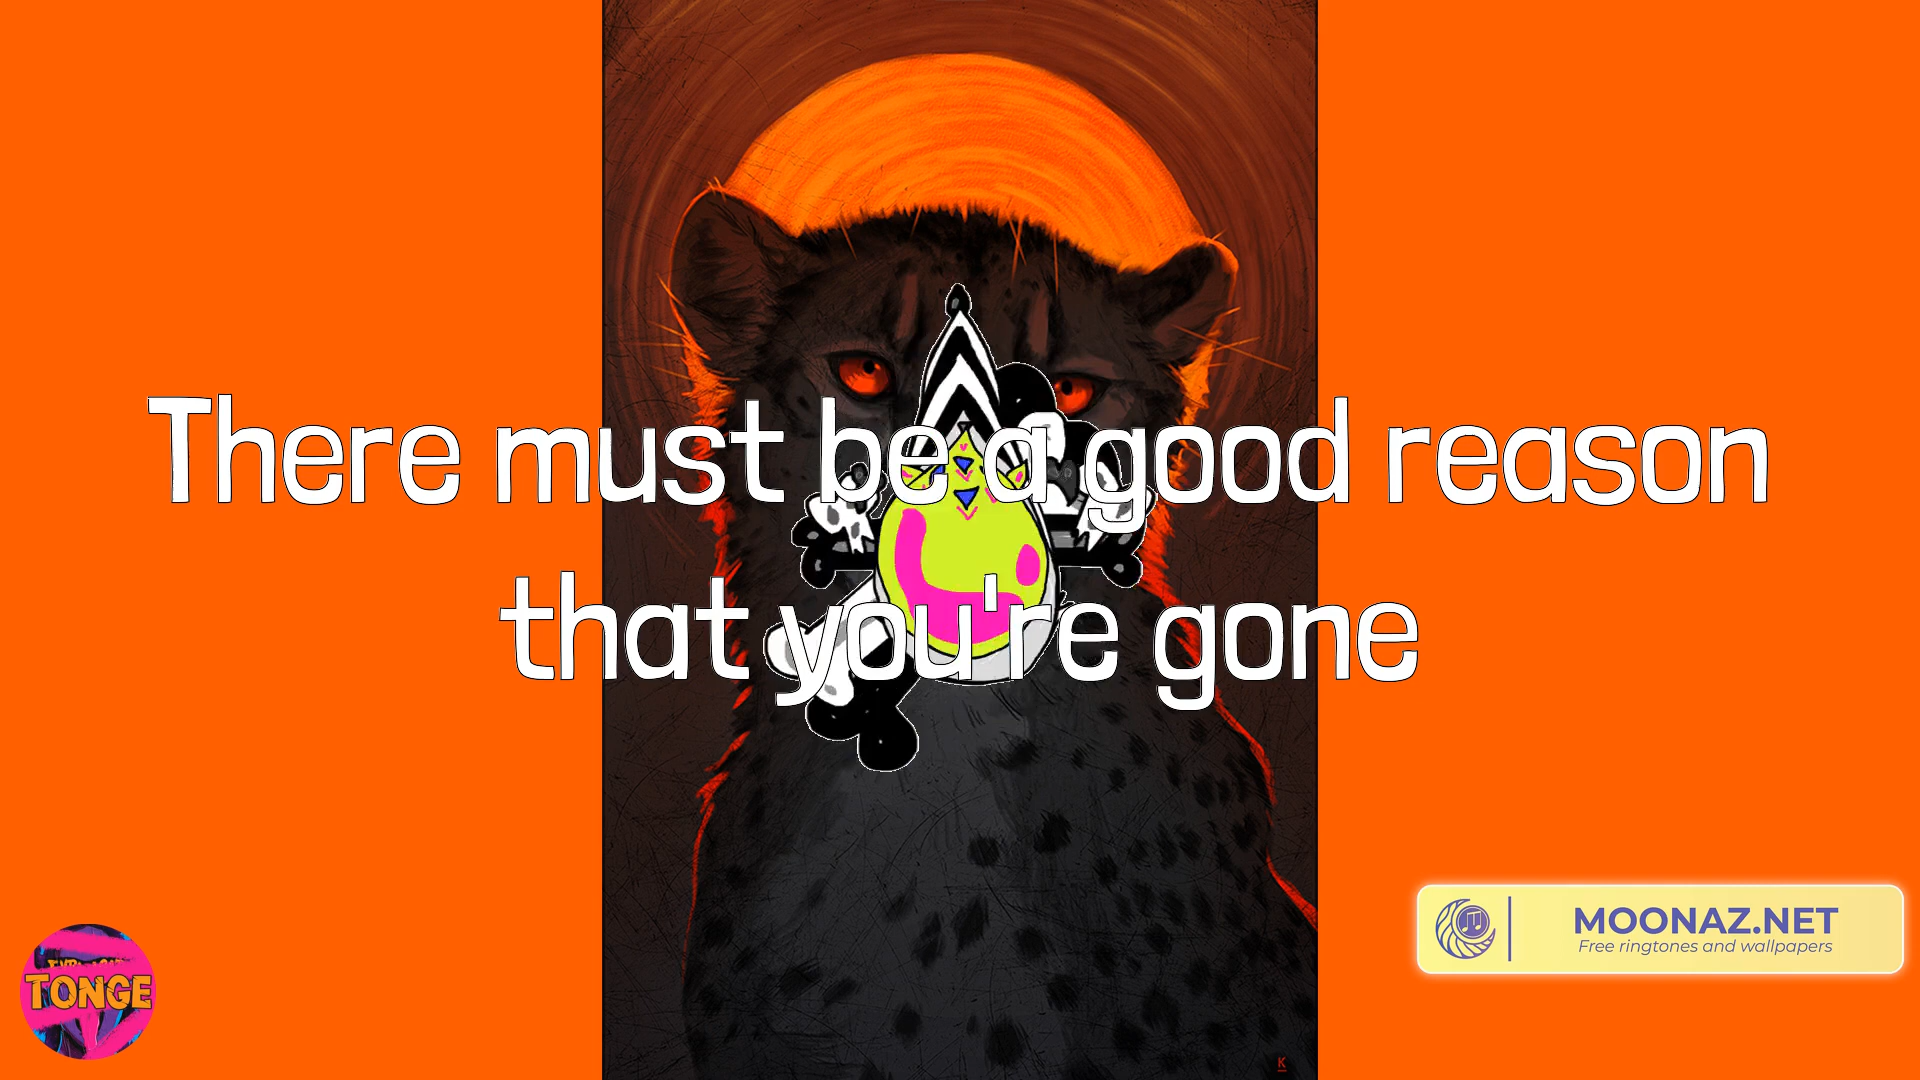 There must be a good reason
that you're gone
MOONAZ.NET
Free ringtones and wallpapers
TONGE
K